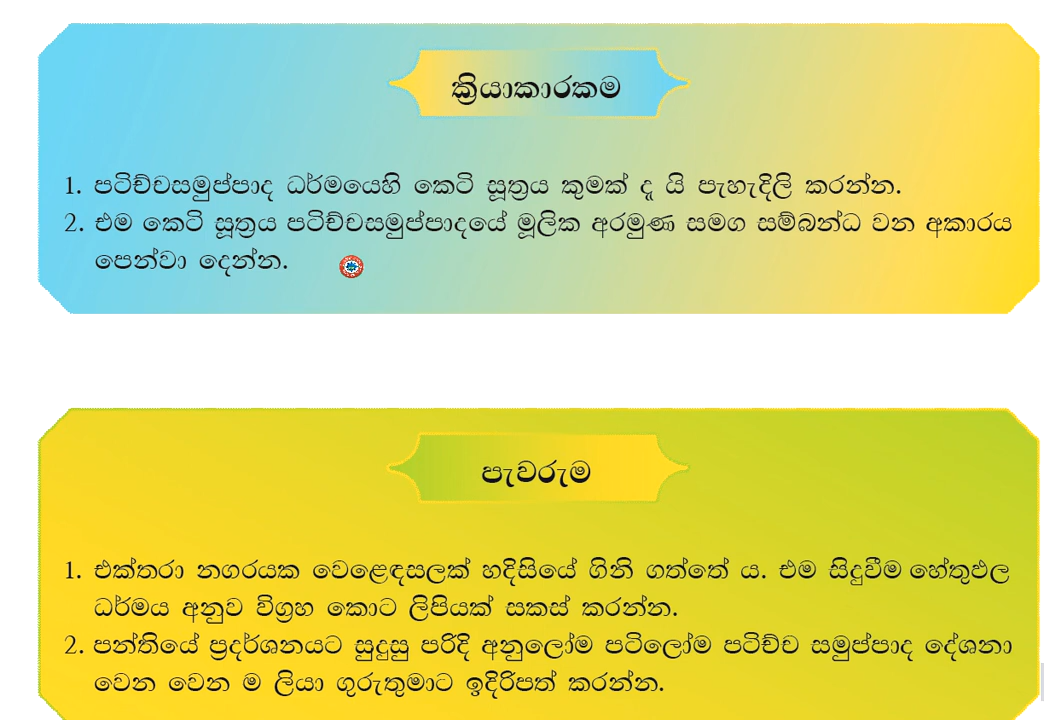 ක්‍රියාකාරකම
1. පටිච්චසමුප්පාද ධර්මයෙහි කෙටි සූත්‍රය කුමක් ද යි පැහැදිලි කරන්න.
2. එම කෙටි සූත්‍රය පටිච්චසමුප්පාදයේ මූලික අරමුණ සමග සම්බන්ධ වන අකාරය
පෙන්වා දෙන්න.
පැවරුම
1. එක්තරා නගරයක වෙළෙඳසලක් හදිසියේ ගිනි ගත්තේ ය. එම සිදුවීම හේතුඵල
ධර්මය අනුව විග්‍රහ කොට ලිපියක් සකස් කරන්න.
2. පන්තියේ ප්‍රදර්ශනයට සුදුසු පරිදි අනුලෝම පටිලෝම පටිච්ච සමුප්පාද දේශනා
වෙන වෙන ම ලියා ගුරුතුමාට ඉදිරිපත් කරන්න.